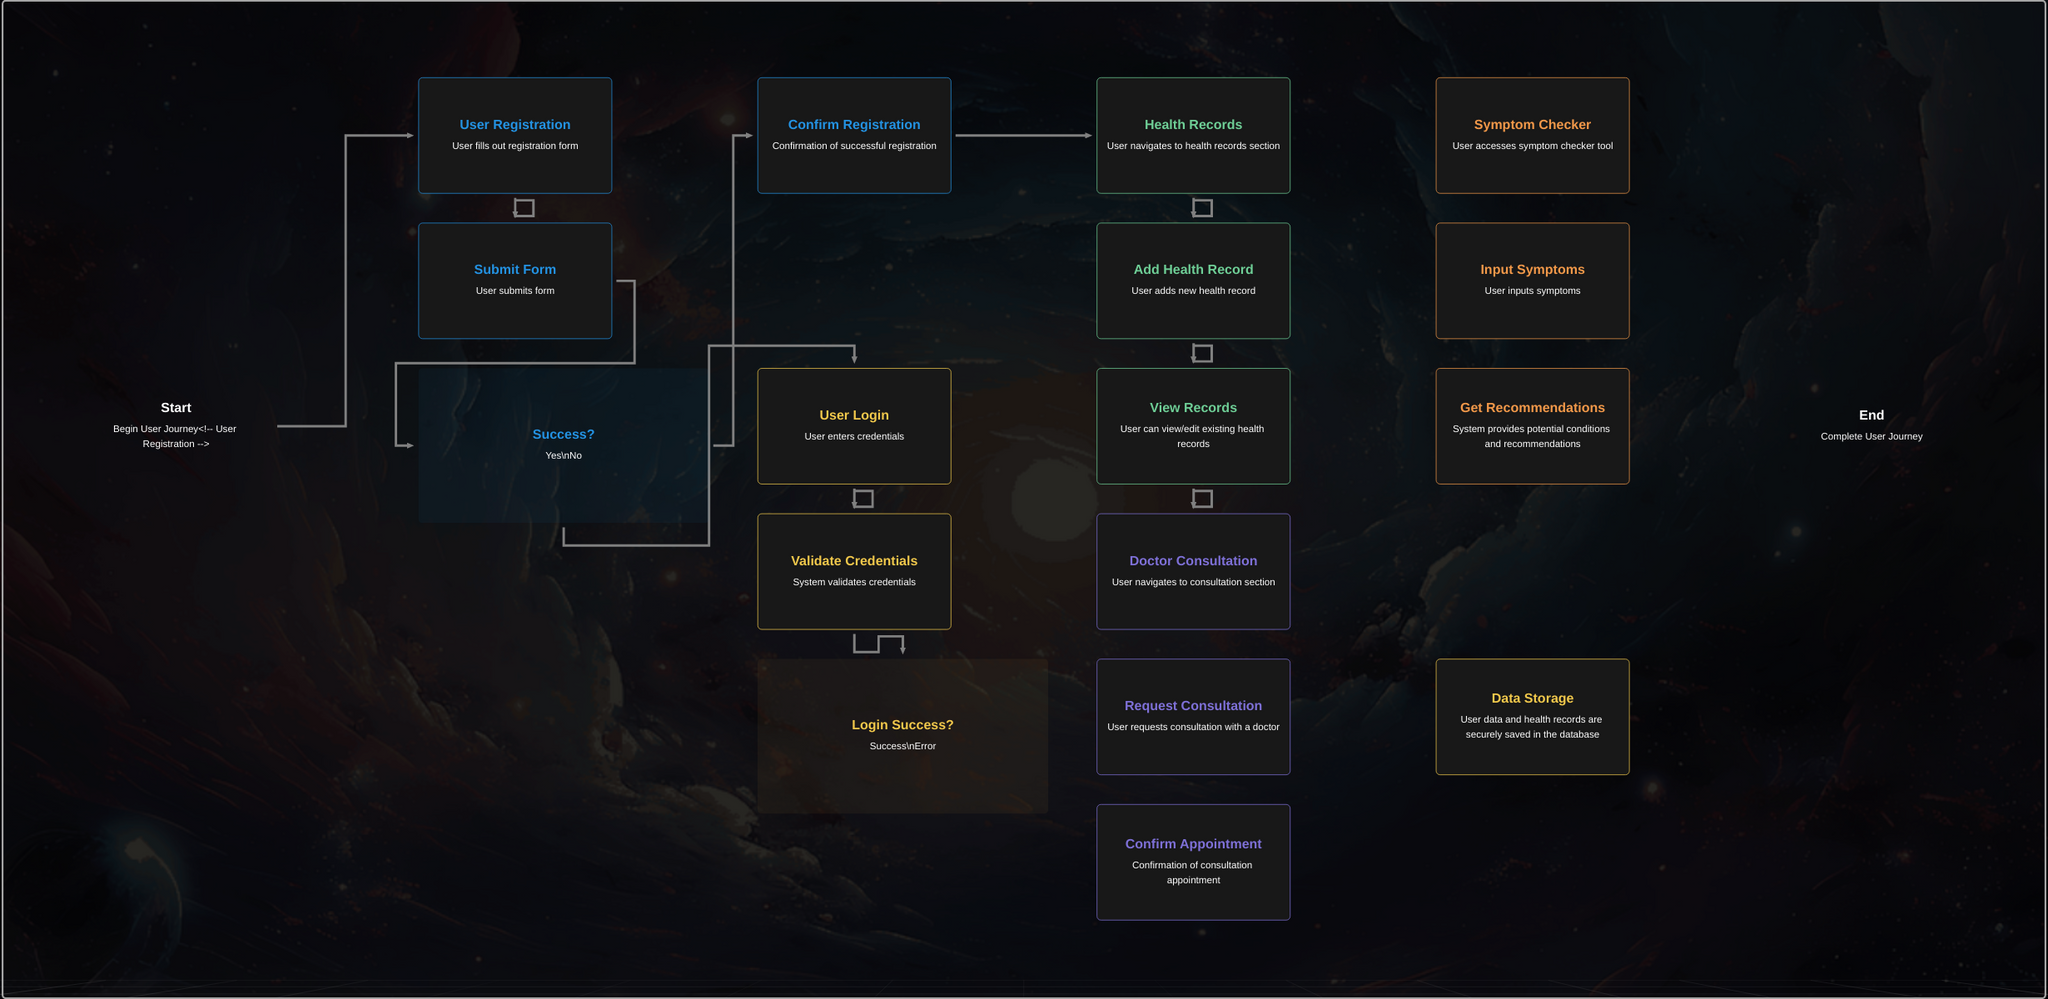 Start
Begin User Journey<!-- User
Registration -->
User Registration
User fills out registration form
Submit Form
User submits form
Success?
Yes\nNo
Confirm Registration
Confirmation of successful registration
User Login
User enters credentials
Validate Credentials
System validates credentials
Login Success?
Success\nError
Health Records
User navigates to health records section
Add Health Record
User adds new health record
View Records
User can view/edit existing health
records
Doctor Consultation
User navigates to consultation section
Request Consultation
User requests consultation with a doctor
Confirm Appointment
Confirmation of consultation
appointment
Symptom Checker
User accesses symptom checker tool
Input Symptoms
User inputs symptoms
Get Recommendations
System provides potential conditions
and recommendations
Data Storage
User data and health records are
securely saved in the database
End
Complete User Journey